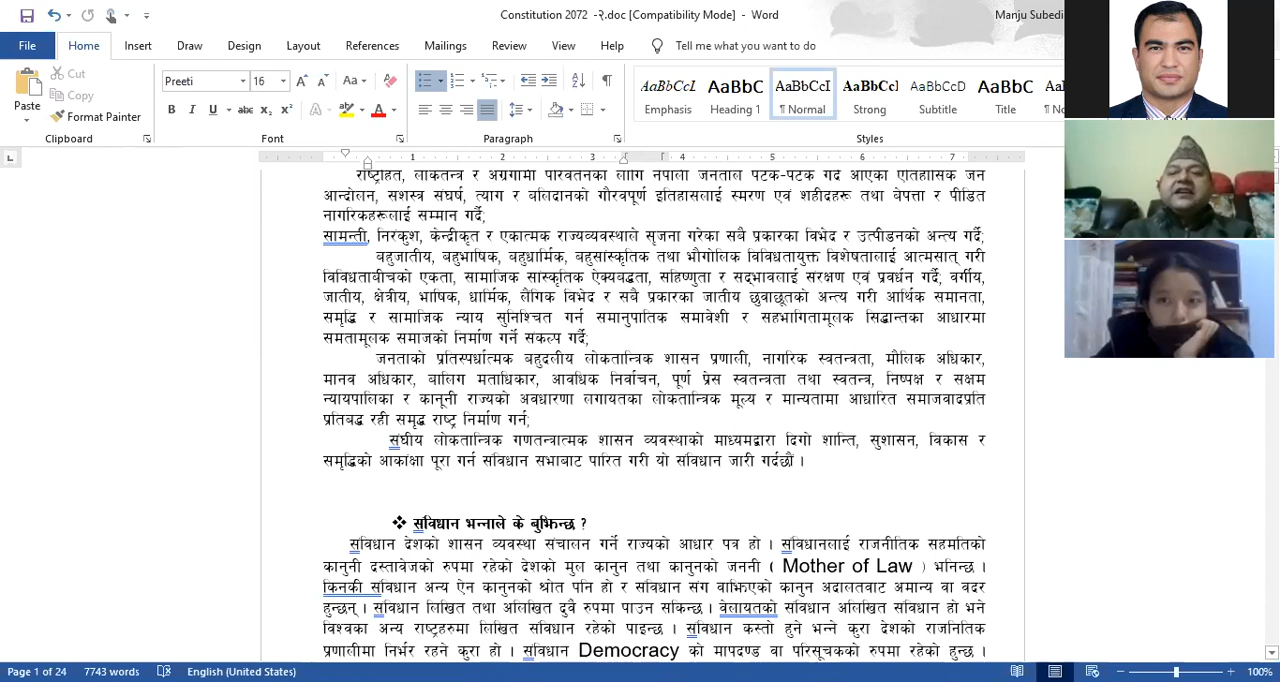 Constitution 2072 -२.doc [Compatibility Mode] - Word
Manju Subedi
File Home Insert Draw Design Layout References Mailings Review View Help Tell me what you want to do
Paste
Cut
Copy
Format Painter
Preeti 16
AaBbCcI AaBbC AaBbCcI AaBbCc AaBbCcD AaBbC AaBbCc
Emphasis Heading 1 ¶ Normal Strong Subtitle Title ¶ No
Clipboard Font Paragraph Styles
1 2 3 4 5 6 7
राष्ट्रहित, लोकतन्त्र र अग्रगामी परिवर्तनका लागि नेपाली जनताले पटक-पटक गर्दै आएका ऐतिहासिक जन
आन्दोलन, सशस्त्र संघर्ष, त्याग र बलिदानको गौरवपूर्ण इतिहासलाई स्मरण एवं शहीदहरू तथा बेपत्ता र पीडित
नागरिकहरूलाई सम्मान गर्दै;
सामन्ती, निरंकुश, केन्द्रीकृत र एकात्मक राज्यव्यवस्थाले सृजना गरेका सबै प्रकारका विभेद र उत्पीडनको अन्त्य गर्दै;
बहुजातीय, बहुभाषिक, बहुधार्मिक, बहुसांस्कृतिक तथा भौगोलिक विविधतायुक्त विशेषतालाई आत्मसात् गरी
विविधताबीचको एकता, सामाजिक सांस्कृतिक ऐक्यबद्धता, सहिष्णुता र सद्भावलाई संरक्षण एवं प्रवर्धन गर्दै; वर्गीय,
जातीय, क्षेत्रीय, भाषिक, धार्मिक, लैंगिक विभेद र सबै प्रकारका जातीय छुवाछूतको अन्त्य गरी आर्थिक समानता,
समृद्धि र सामाजिक न्याय सुनिश्चित गर्न समानुपातिक समावेशी र सहभागितामूलक सिद्धान्तका आधारमा
समतामूलक समाजको निर्माण गर्ने संकल्प गर्दै;
जनताको प्रतिस्पर्धात्मक बहुदलीय लोकतान्त्रिक शासन प्रणाली, नागरिक स्वतन्त्रता, मौलिक अधिकार,
मानव अधिकार, बालिग मताधिकार, आवधिक निर्वाचन, पूर्ण प्रेस स्वतन्त्रता तथा स्वतन्त्र, निष्पक्ष र सक्षम
न्यायपालिका र कानूनी राज्यको अवधारणा लगायतका लोकतान्त्रिक मूल्य र मान्यतामा आधारित समाजवादप्रति
प्रतिबद्ध रही समृद्ध राष्ट्र निर्माण गर्न;
संघीय लोकतान्त्रिक गणतन्त्रात्मक शासन व्यवस्थाको माध्यमद्वारा दिगो शान्ति, सुशासन, विकास र
समृद्धिको आकांक्षा पूरा गर्न संविधान सभाबाट पारित गरी यो संविधान जारी गर्दछौं ।
❖ संविधान भन्नाले के बुझिन्छ ?
संविधान देशको शासन व्यवस्था संचालन गर्ने राज्यको आधार पत्र हो । संविधानलाई राजनीतिक सहमतिको
कानुनी दस्तावेजको रुपमा रहेको देशको मुल कानुन तथा कानुनको जननी ( Mother of Law ) भनिन्छ ।
किनकी संविधान अन्य ऐन कानुनको श्रोत पनि हो र संविधान संग वाझिएको कानुन अदालतवाट अमान्य वा वदर
हुन्छन् । संविधान लिखित तथा अलिखित दुवै रुपमा पाउन सकिन्छ । वेलायतको संविधान अलिखित संविधान हो भने
विश्वका अन्य राष्ट्रहरुमा लिखित संविधान रहेको पाइन्छ । संविधान कस्तो हुने भन्ने कुरा देशको राजनितिक
प्रणालीमा निर्भर रहने कुरा हो । संविधान Democracy को मापदण्ड वा परिसूचकको रुपमा रहेको हुन्छ ।
Page 1 of 24 7743 words English (United States) 100%